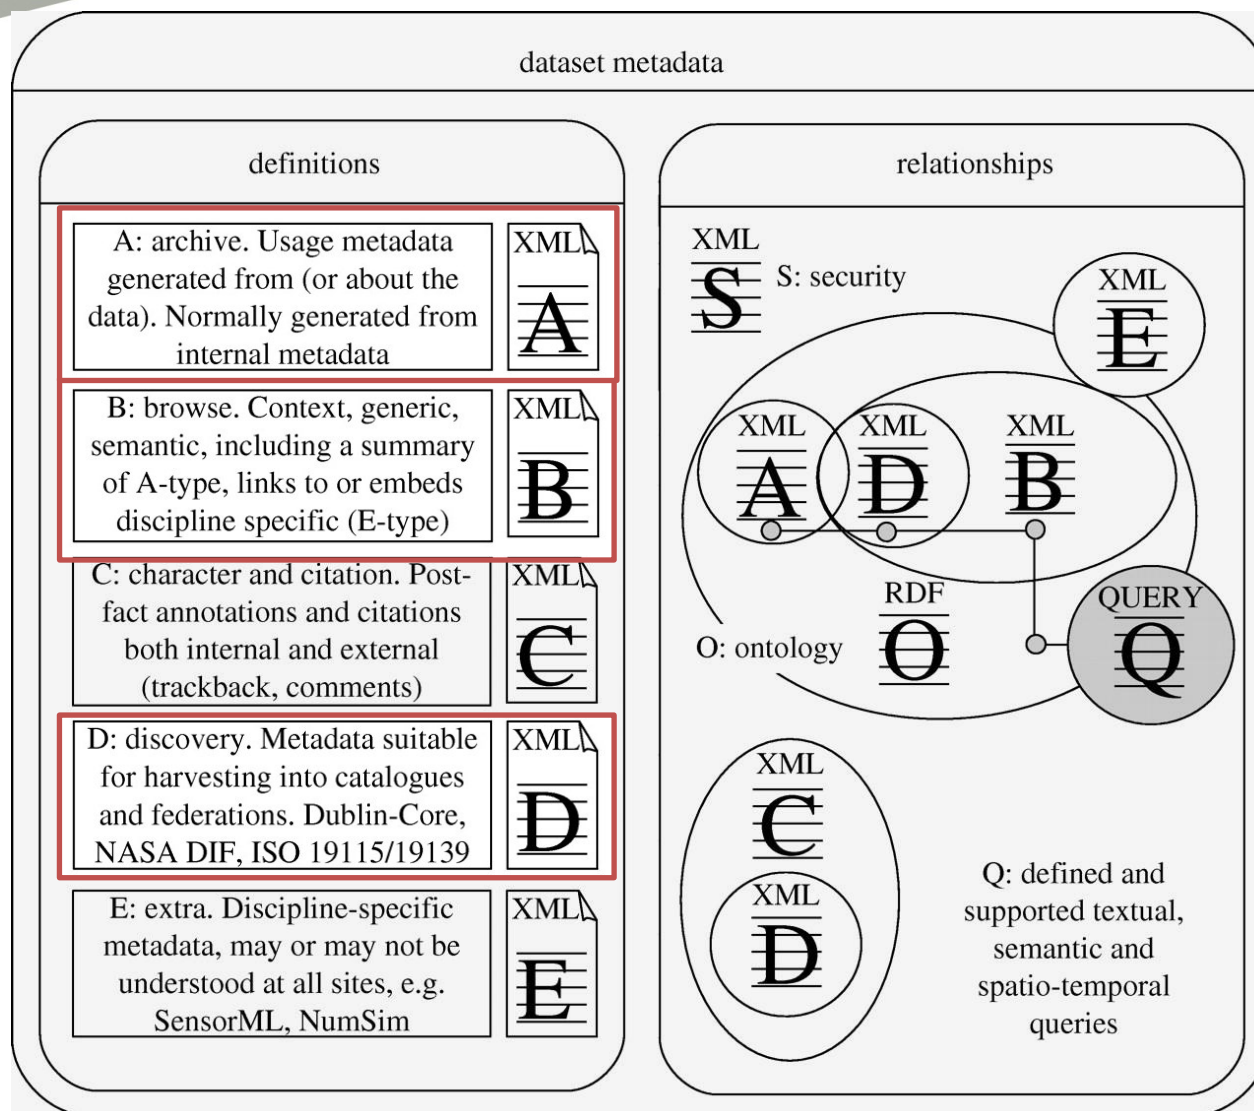 dataset metadata
definitions
A: archive. Usage metadata
generated from (or about the
data). Normally generated from
internal metadata
XML
A
B: browse. Context, generic,
semantic, including a summary
of A-type, links to or embeds
discipline specific (E-type)
XML
B
C: character and citation. Post-
fact annotations and citations
both internal and external
(trackback, comments)
XML
C
D: discovery. Metadata suitable
for harvesting into catalogues
and federations. Dublin-Core,
NASA DIF, ISO 19115/19139
XML
D
E: extra. Discipline-specific
metadata, may or may not be
understood at all sites, e.g.
SensorML, NumSim
XML
E
relationships
XML
S
S: security
XML
E
XML
A
XML
D
XML
B
RDF
O
O: ontology
QUERY
Q
XML
C
XML
D
Q: defined and
supported textual,
semantic and
spatio-temporal
queries